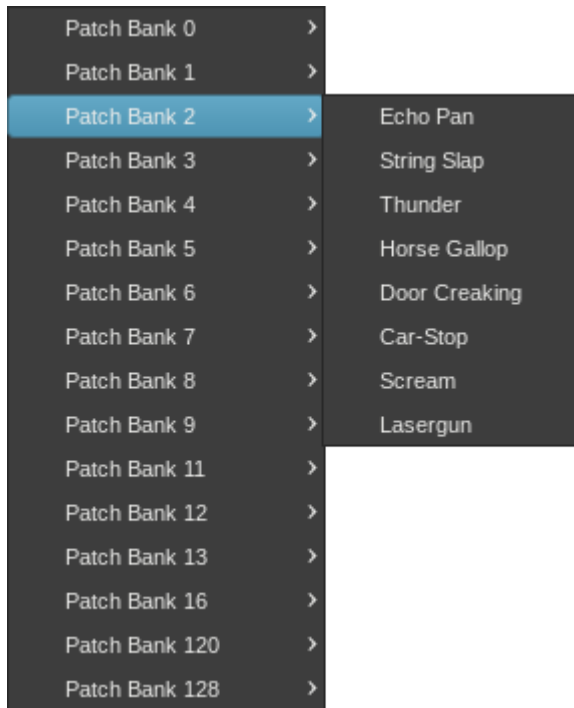 Patch Bank 0
Patch Bank 1
Patch Bank 2
Patch Bank 3
Patch Bank 4
Patch Bank 5
Patch Bank 6
Patch Bank 7
Patch Bank 8
Patch Bank 9
Patch Bank 11
Patch Bank 12
Patch Bank 13
Patch Bank 16
Patch Bank 120
Patch Bank 128
Echo Pan
String Slap
Thunder
Horse Gallop
Door Creaking
Car-Stop
Scream
Lasergun